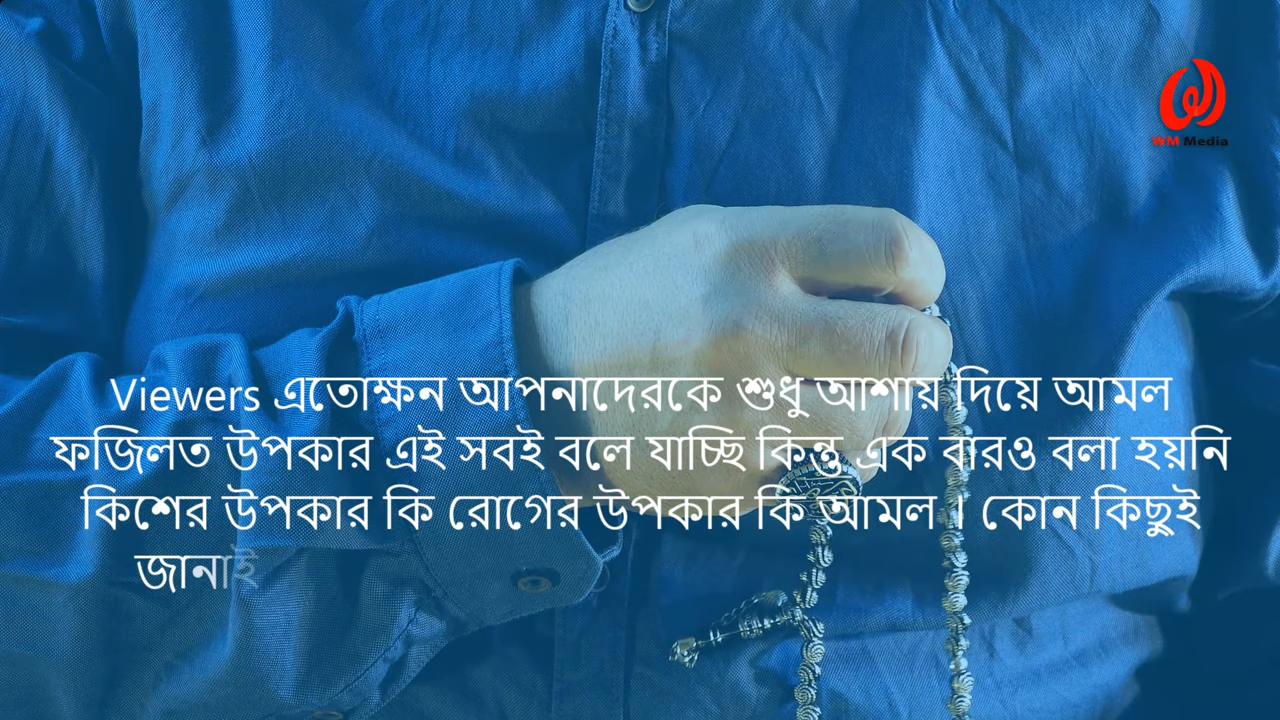 WM Media
Viewers এতোক্ষন আপনাদেরকে শুধু আশায় দিয়ে আমল
ফজিলত উপকার এই সবই বলে যাচ্ছি কিন্তু এক বারও বলা হয়নি
কিশের উপকার কি রোগের উপকার কি আমল । কোন কিছুই
জানাই